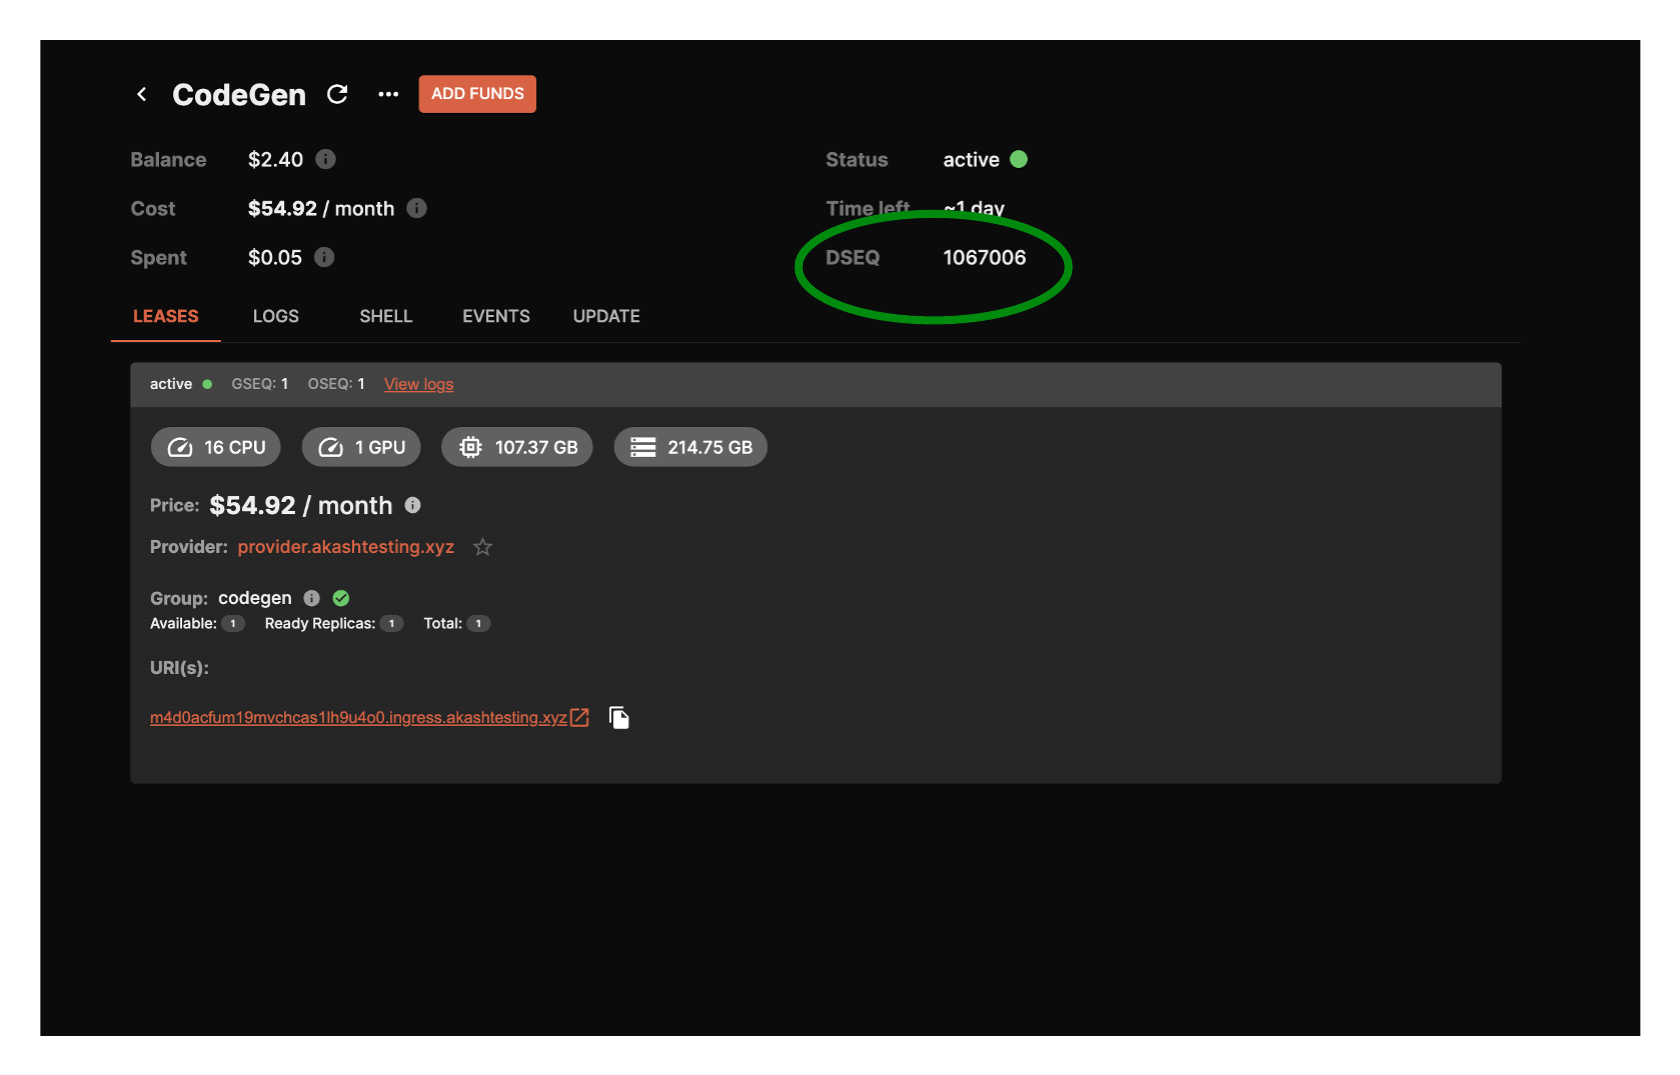 CodeGen ADD FUNDS
Balance $2.40
Status active
Cost $54.92 / month
Time left ~1 day
Spent $0.05
DSEQ 1067006
LEASES LOGS SHELL EVENTS UPDATE
active GSEQ: 1 OSEQ: 1 View logs
16 CPU 1 GPU 107.37 GB 214.75 GB
Price: $54.92 / month
Provider: provider.akashtesting.xyz
Group: codegen
Available: 1 Ready Replicas: 1 Total: 1
URI(s):
m4d0acfum19mvchcas1lh9u4o0.ingress.akashtesting.xyz